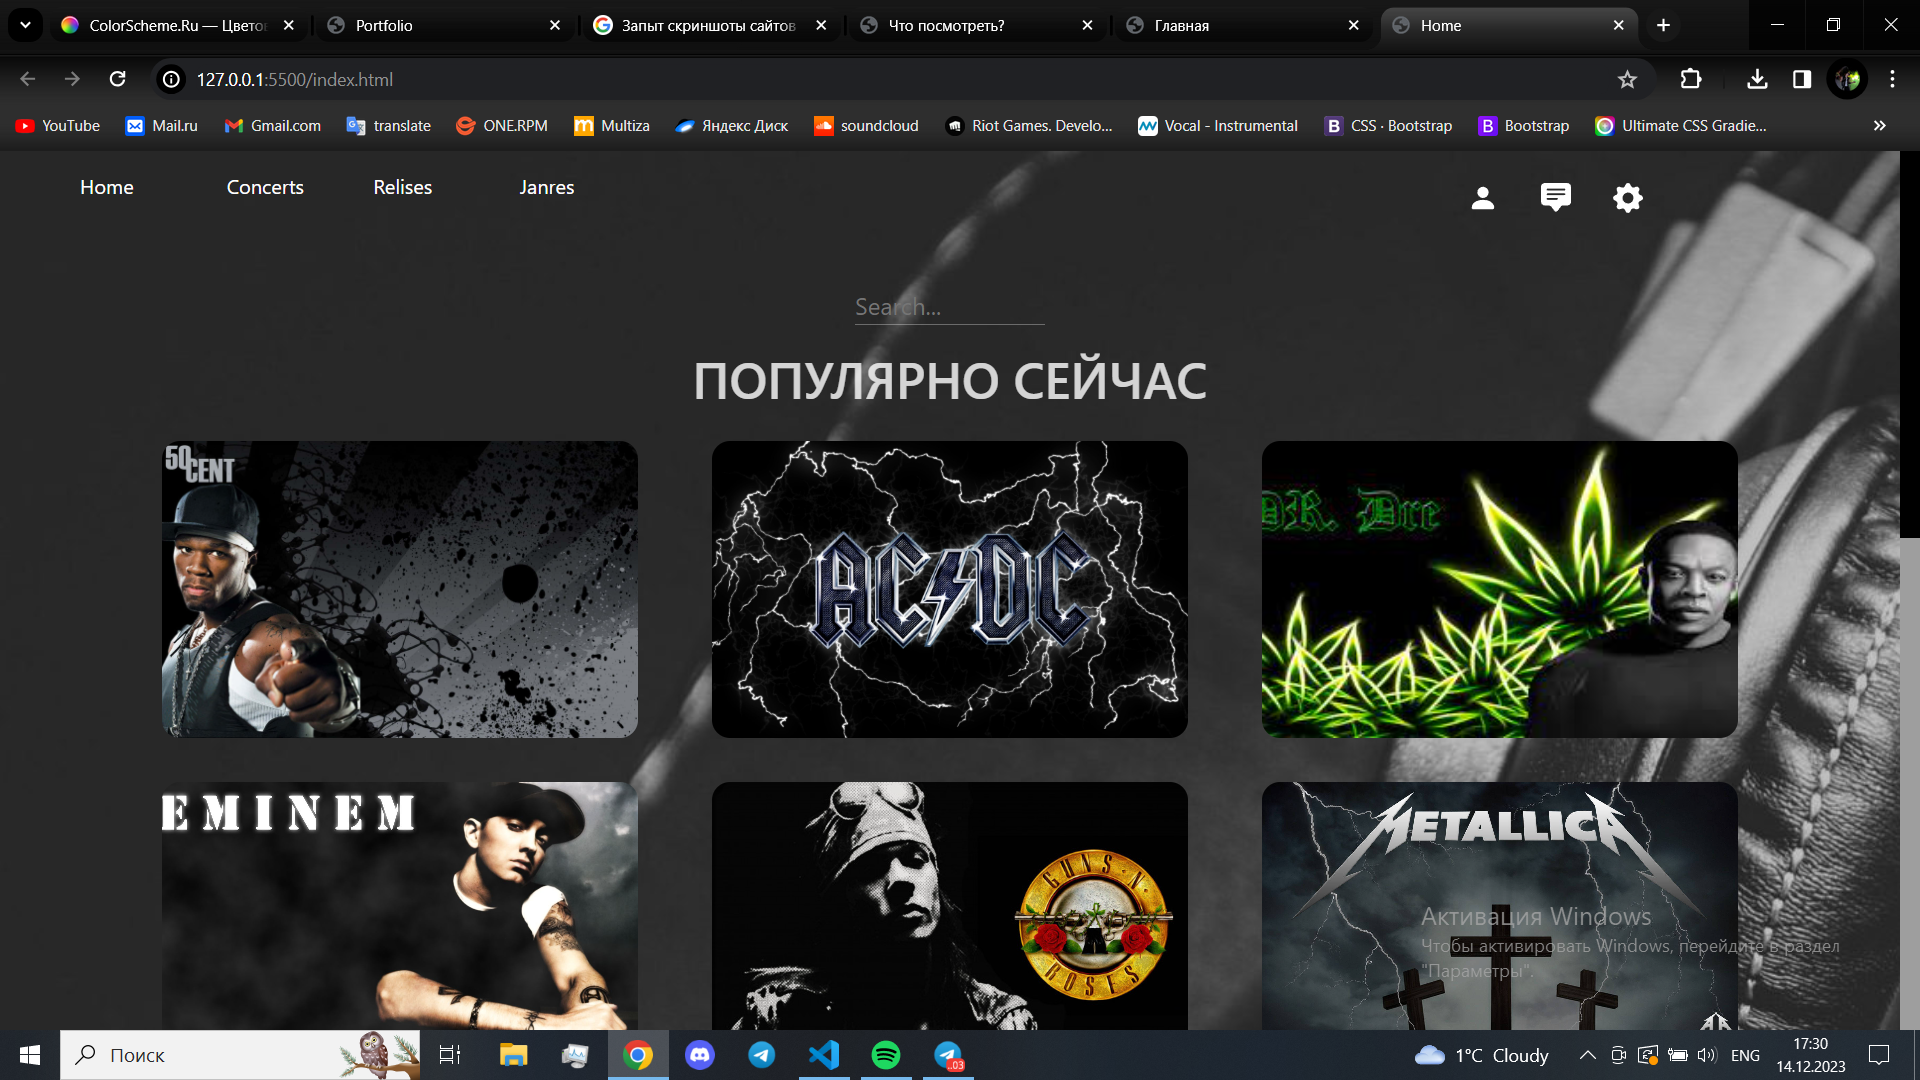 ColorScheme.Ru — Цветов
Portfolio
Запыт скриншоты сайтов
Что посмотреть?
Главная
Home
127.0.0.1:5500/index.html
YouTube
Mail.ru
Gmail.com
translate
ONE.RPM
Multiza
Яндекс Диск
soundcloud
Riot Games. Develo...
Vocal - Instrumental
CSS · Bootstrap
Bootstrap
Ultimate CSS Gradie...
Home
Concerts
Relises
Janres
Search...
ПОПУЛЯРНО СЕЙЧАС
50 CENT
AC DC
DR. Dre
EMINEM
GUNS N ROSES
METALLICA
Активация Windows
Чтобы активировать Windows, перейдите в раздел
"Параметры".
Поиск
..03
1°C Cloudy
ENG
17:30
14.12.2023